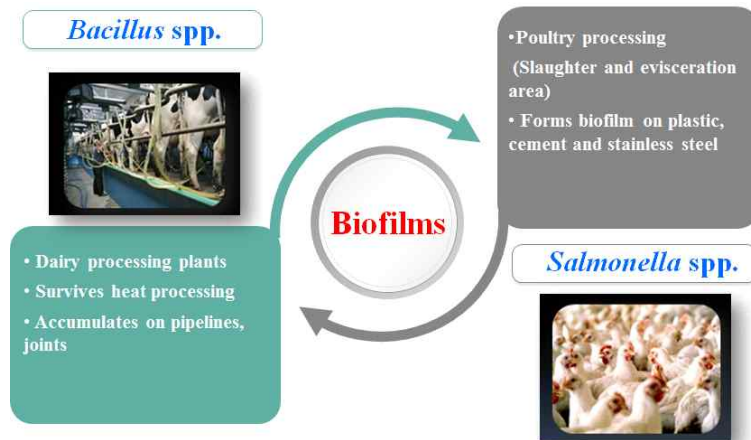 Bacillus spp.
• Dairy processing plants
• Survives heat processing
• Accumulates on pipelines,
joints
Biofilms
• Poultry processing
(Slaughter and evisceration
area)
• Forms biofilm on plastic,
cement and stainless steel
Salmonella spp.